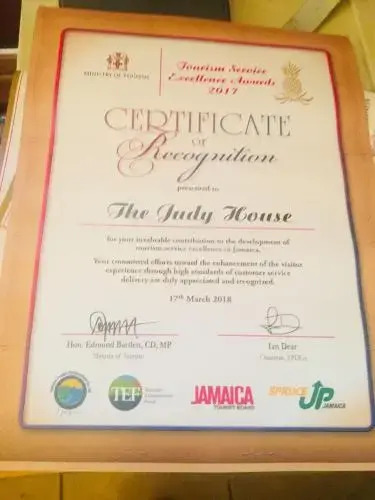 MINISTRY OF TOURISM
Tourism Service
Excellence Awards
2017
CERTIFICATE
OF
Recognition
presented to
The Judy House
for your invaluable contribution to the development of
tourism service excellence in Jamaica.
Your committed efforts toward the enhancement of the visitor
experience through high standards of customer service
delivery are duly appreciated and recognized.
17th March 2018
Hon. Edmund Bartlett, CD, MP
Minister of Tourism
Ian Dear
Chairman, TPDCo
TEF
JAMAICA
TOURIST BOARD
SPRUCE
UP
JAMAICA